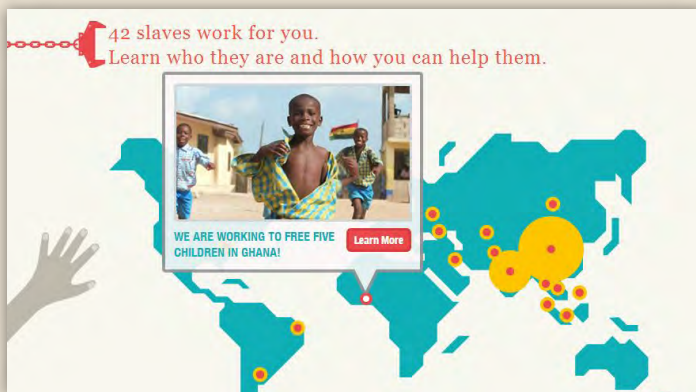 42 slaves work for you.
Learn who they are and how you can help them.
WE ARE WORKING TO FREE FIVE
CHILDREN IN GHANA!
Learn More